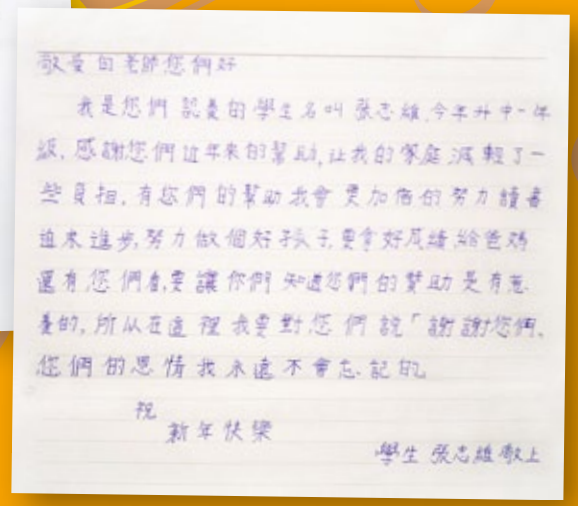 敬愛的老師您們好
我是您們認養的學生名叫張志雄,今年升中一年
級,感謝您們近年來的幫助,让我的家庭減輕了一
些負担,有您們的幫助我會更加倍的努力讀書
追求進步,努力做個好孩子,要拿好成績給爸媽
還有您們看,要讓你們知道您們的贊助是有意
義的,所以在這裡我要對您們說「謝謝您們,
您們的恩情我永遠不會忘記的」
祝
新年快樂
學生 張志雄敬上